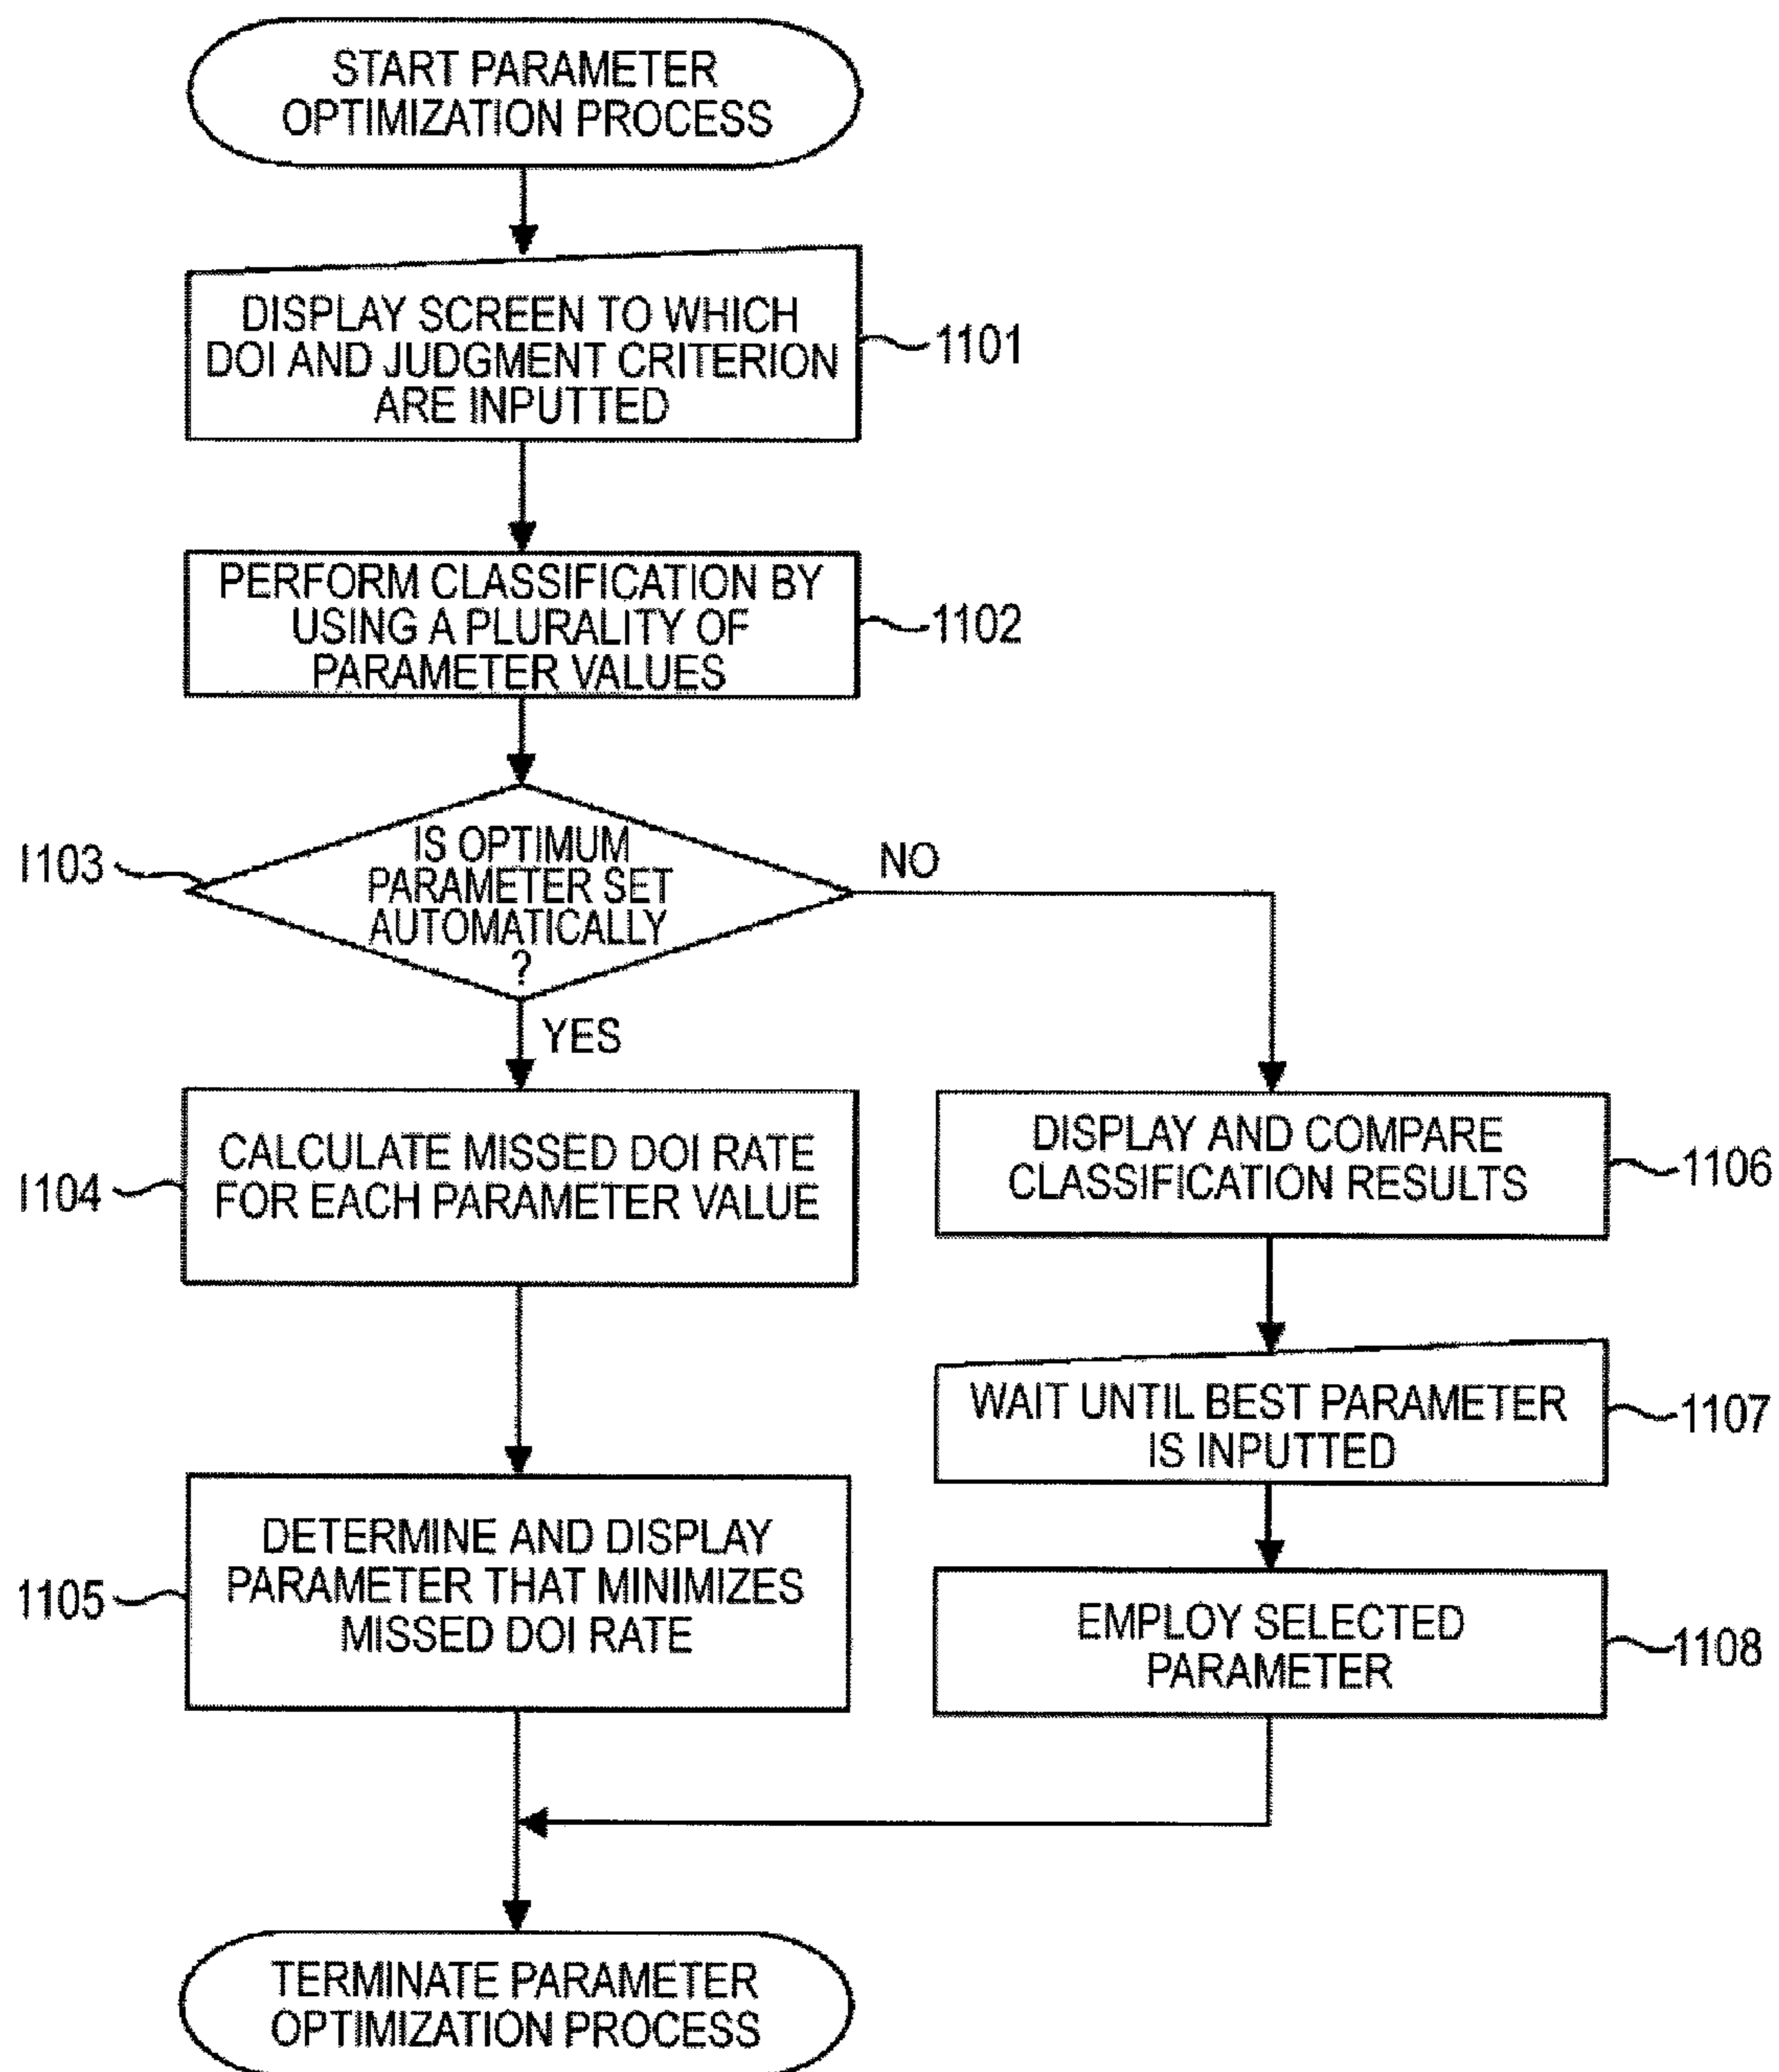 START PARAMETER
OPTIMIZATION PROCESS
DISPLAY SCREEN TO WHICH
DOI AND JUDGMENT CRITERION
ARE INPUTTED
1101
PERFORM CLASSIFICATION BY
USING A PLURALITY OF
PARAMETER VALUES
1102
1103
IS OPTIMUM
PARAMETER SET
AUTOMATICALLY
?
NO
YES
1104
CALCULATE MISSED DOI RATE
FOR EACH PARAMETER VALUE
1105
DETERMINE AND DISPLAY
PARAMETER THAT MINIMIZES
MISSED DOI RATE
DISPLAY AND COMPARE
CLASSIFICATION RESULTS
1106
WAIT UNTIL BEST PARAMETER
IS INPUTTED
1107
EMPLOY SELECTED
PARAMETER
1108
TERMINATE PARAMETER
OPTIMIZATION PROCESS